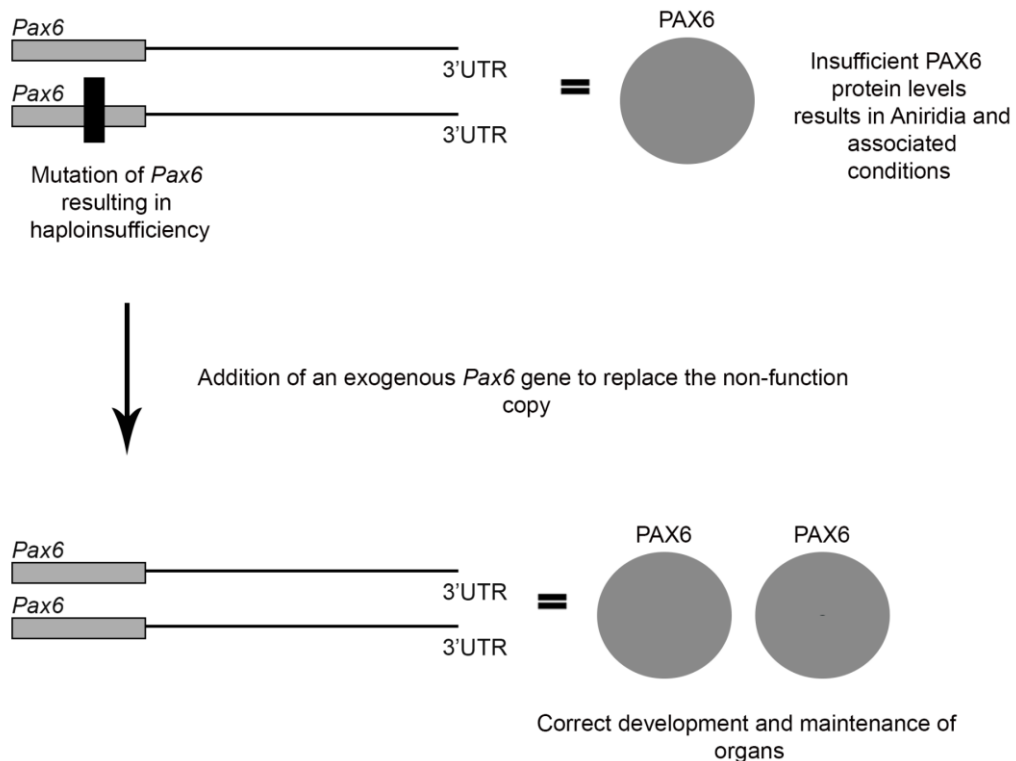 Pax6
3'UTR
Pax6
3'UTR
Mutation of Pax6
resulting in
haploinsufficiency
PAX6
Insufficient PAX6
protein levels
results in Aniridia and
associated
conditions
Addition of an exogenous Pax6 gene to replace the non-function
copy
Pax6
3'UTR
Pax6
3'UTR
=
PAX6
PAX6
Correct development and maintenance of
organs